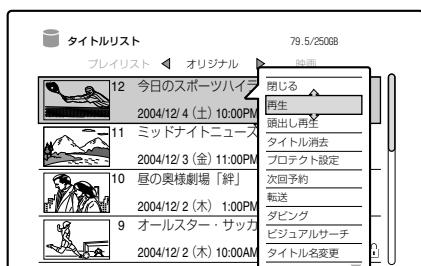 タイトルリスト 79.5/250GB
プレイリスト ◀ オリジナル ▶ 映画
12 今日のスポーツハイラ
2004/12/ 4 (土) 10:00PM
11 ミッドナイトニュース
2004/12/ 3 (金) 11:00PM
10 昼の奥様劇場「絆」
2004/12/ 2 (木) 1:00PM
9 オールスター・サッカ
2004/12/ 2 (木) 10:00AM
閉じる
再生
頭出し再生
タイトル消去
プロテクト設定
次回予約
転送
ダビング
ビジュアルサーチ
タイトル名変更